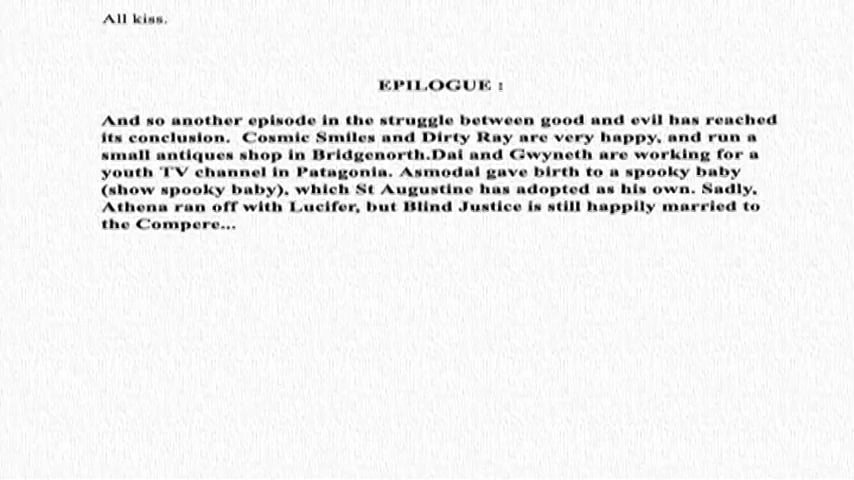 All kiss.
EPILOGUE :
And so another episode in the struggle between good and evil has reached
its conclusion.  Cosmic Smiles and Dirty Ray are very happy, and run a
small antiques shop in Bridgenorth.Dai and Gwyneth are working for a
youth TV channel in Patagonia. Asmodai gave birth to a spooky baby
(show spooky baby), which St Augustine has adopted as his own. Sadly,
Athena ran off with Lucifer, but Blind Justice is still happily married to
the Compere...